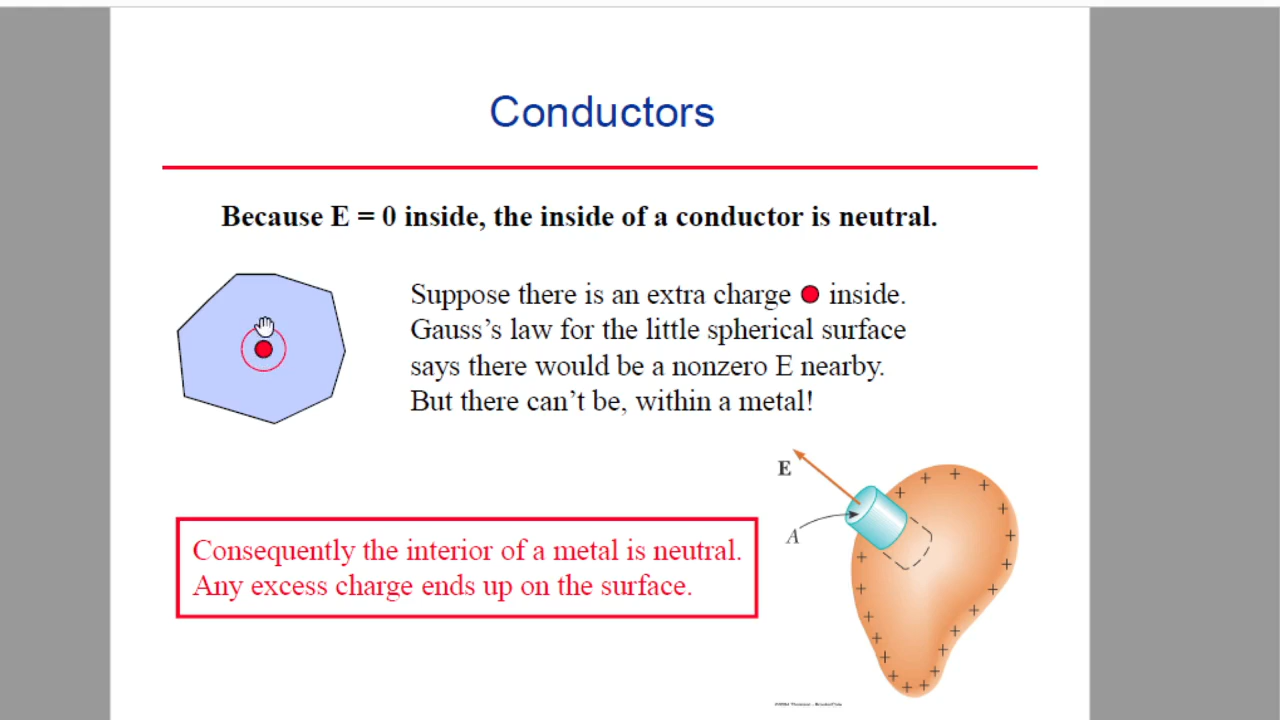 Conductors
Because E = 0 inside, the inside of a conductor is neutral.
Suppose there is an extra charge inside.
Gauss's law for the little spherical surface
says there would be a nonzero E nearby.
But there can't be, within a metal!
E
A
Consequently the interior of a metal is neutral.
Any excess charge ends up on the surface.